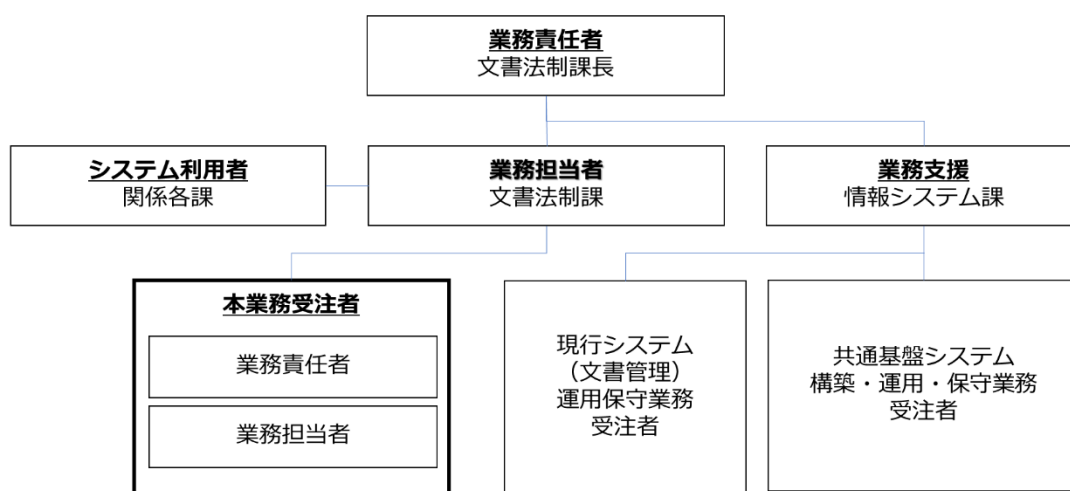 業務責任者
文書法制課長
システム利用者
関係各課
業務担当者
文書法制課
業務支援
情報システム課
本業務受注者
業務責任者
業務担当者
現行システム
（文書管理）
運用保守業務
受注者
共通基盤システム
構築・運用・保守業務
受注者